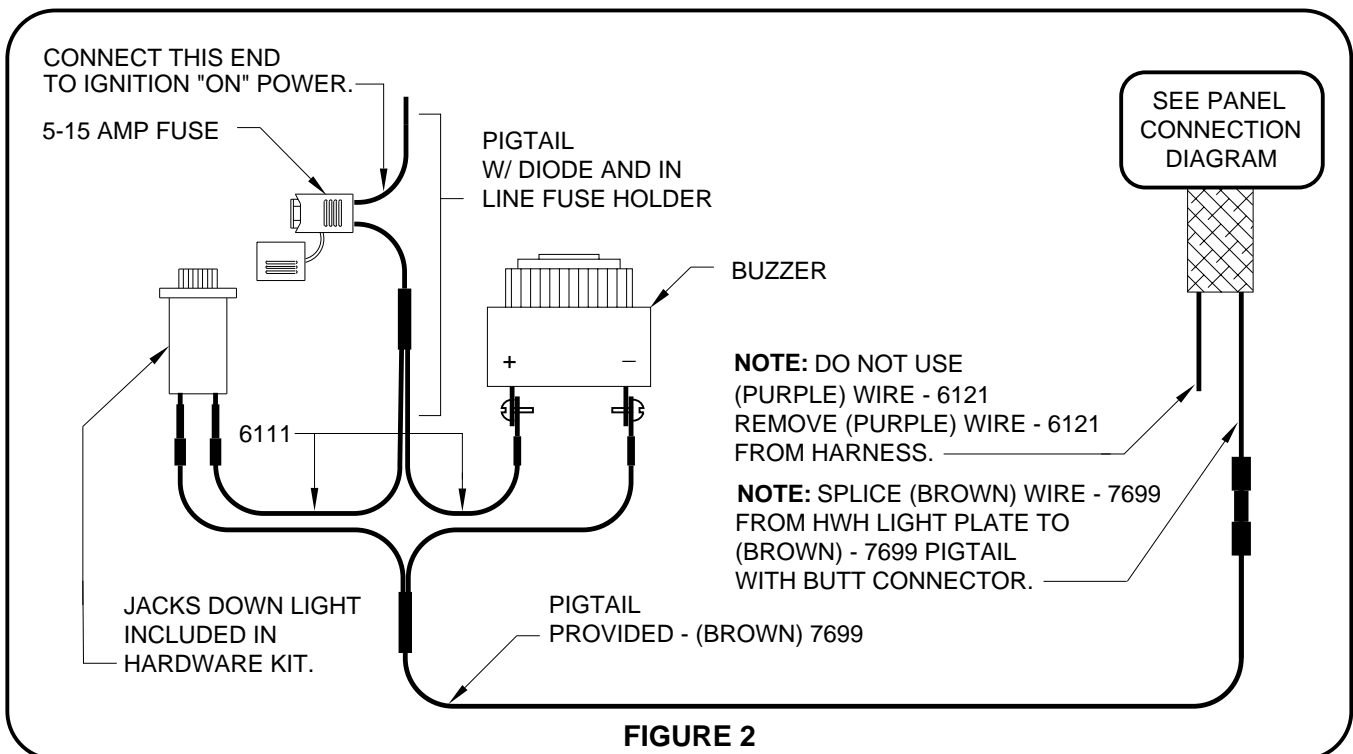 CONNECT THIS END
TO IGNITION "ON" POWER.
5-15 AMP FUSE
PIGTAIL
W/ DIODE AND IN
LINE FUSE HOLDER
SEE PANEL
CONNECTION
DIAGRAM
BUZZER
+ −
6111
NOTE: DO NOT USE
(PURPLE) WIRE - 6121
REMOVE (PURPLE) WIRE - 6121
FROM HARNESS.
NOTE: SPLICE (BROWN) WIRE - 7699
FROM HWH LIGHT PLATE TO
(BROWN) - 7699 PIGTAIL
WITH BUTT CONNECTOR.
JACKS DOWN LIGHT
INCLUDED IN
HARDWARE KIT.
PIGTAIL
PROVIDED - (BROWN) 7699
FIGURE 2